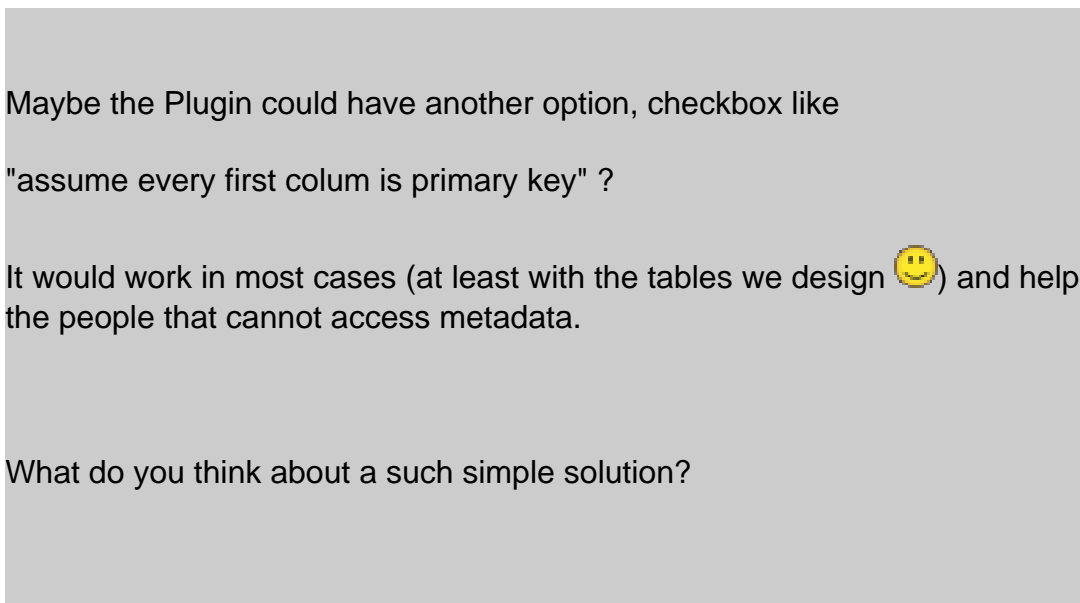 Maybe the Plugin could have another option, checkbox like
"assume every first colum is primary key" ?
It would work in most cases (at least with the tables we design ) and help
the people that cannot access metadata.
What do you think about a such simple solution?